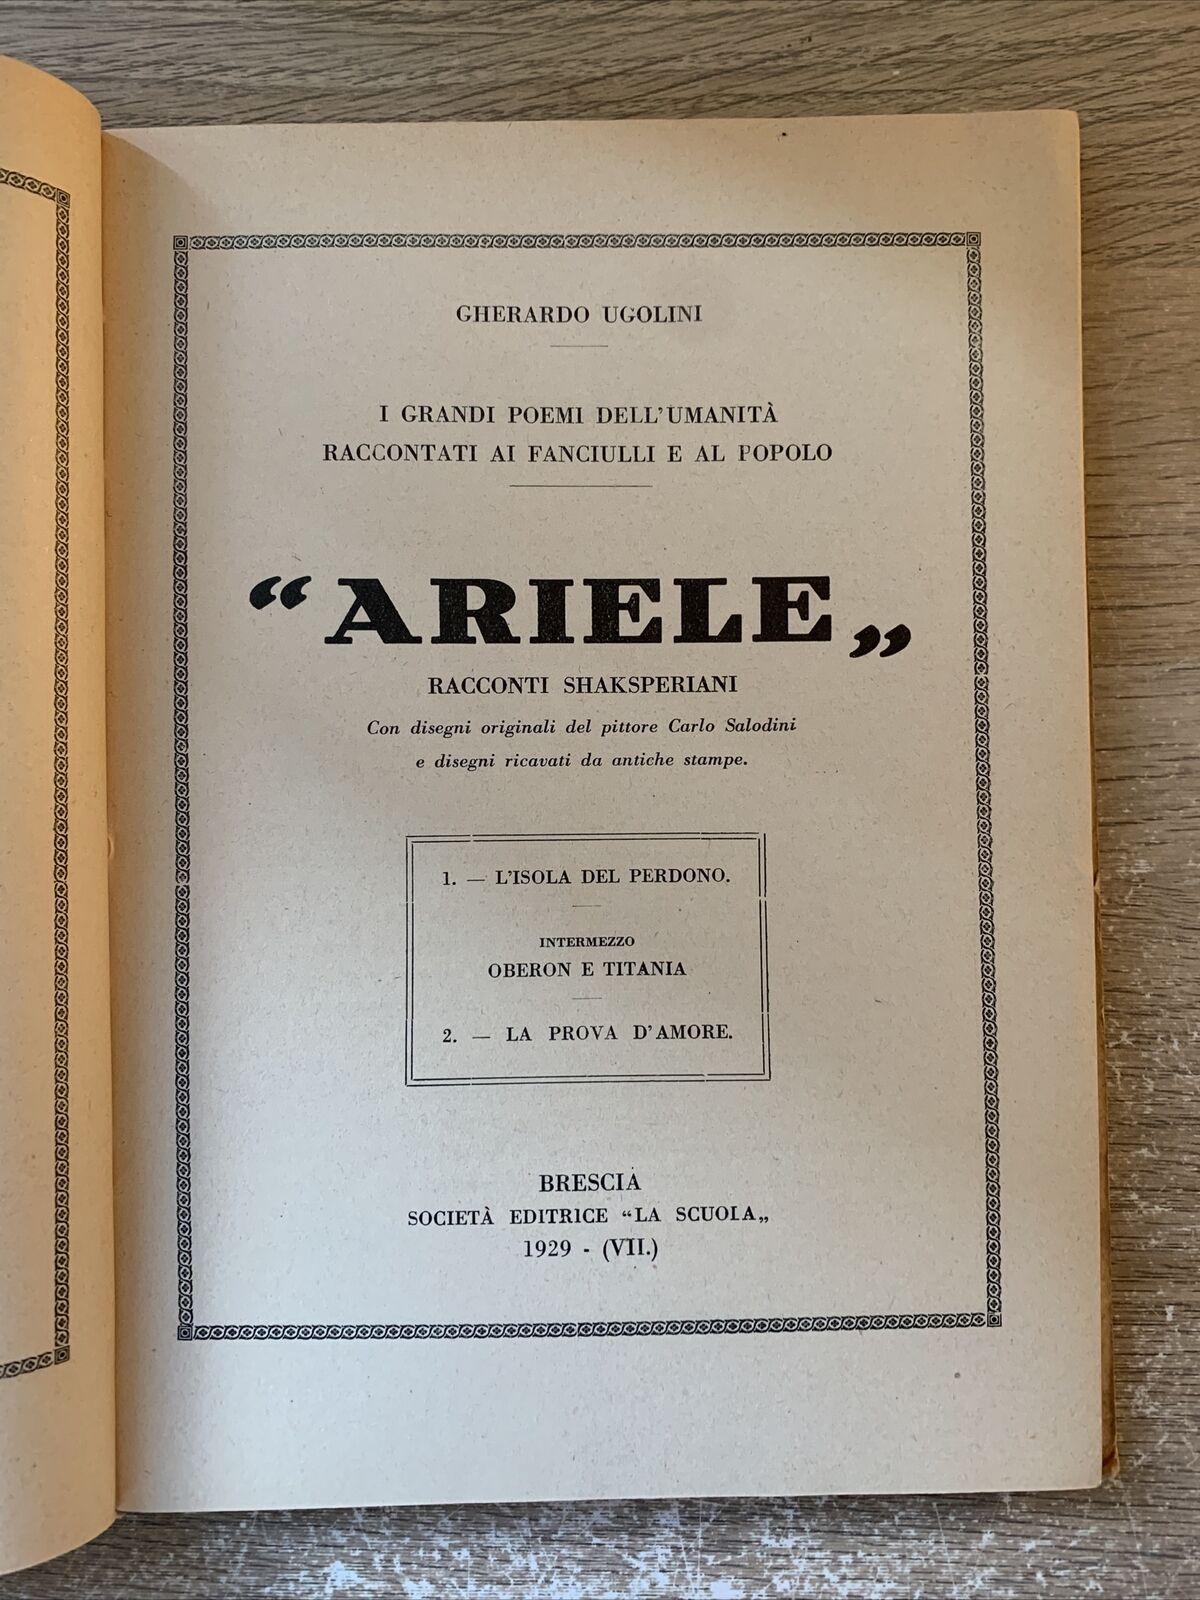 GHERARDO UGOLINI
I GRANDI POEMI DELL'UMANITÀ
RACCONTATI AI FANCIULLI E AL POPOLO
“ARIELE„
RACCONTI SHAKSPERIANI
Con disegni originali del pittore Carlo Salodini
e disegni ricavati da antiche stampe.
1. — L'ISOLA DEL PERDONO.
INTERMEZZO
OBERON E TITANIA
2. — LA PROVA D'AMORE.
BRESCIA
SOCIETÀ EDITRICE “LA SCUOLA„
1929 - (VII.)